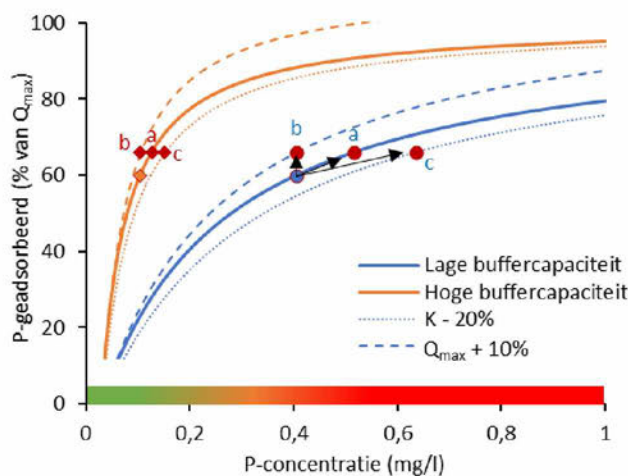 100
80
60
40
20
0
P-geadsorbeerd (% van Qmax)
b
a
c
b
a
c
Lage buffercapaciteit
Hoge buffercapaciteit
K - 20%
Qmax + 10%
0
0,2
0,4
0,6
0,8
1
P-concentratie (mg/l)